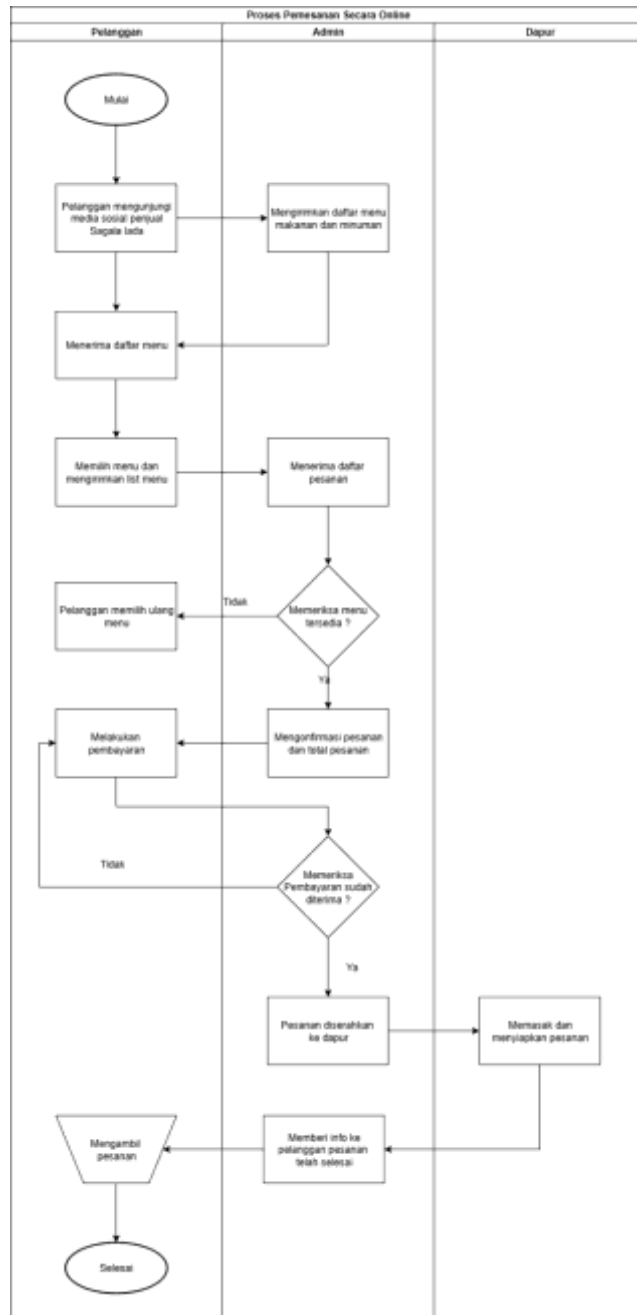 Proses Pemesanan Secara Online
Pelanggan
Admin
Dapur
Mulai
Pelanggan mengunjungi
media sosial penjual
Sagala lada
Mengirimkan daftar menu
makanan dan minuman
Menerima daftar menu
Memilih menu dan
mengirimkan list menu
Menerima daftar
pesanan
Pelanggan memilih ulang
menu
Tidak
Memeriksa menu
tersedia ?
Ya
Melakukan
pembayaran
Mengonfirmasi pesanan
dan total pesanan
Tidak
Memeriksa
Pembayaran sudah
diterima ?
Ya
Pesanan diserahkan
ke dapur
Memasak dan
menyiapkan pesanan
Mengambil
pesanan
Memberi info ke
pelanggan pesanan
telah selesai
Selesai